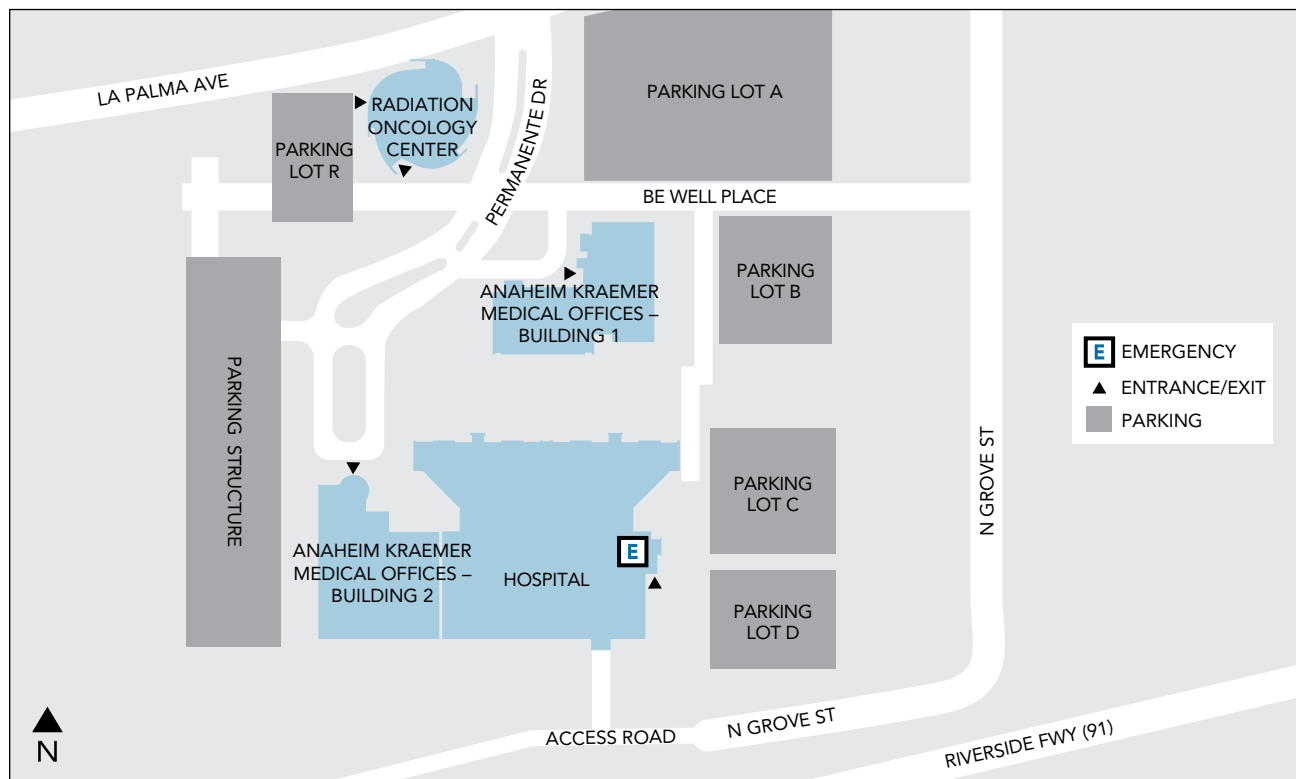 LA PALMA AVE
PARKING LOT A
RADIATION
ONCOLOGY
CENTER
PARKING
LOT R
PERMANENTE DR
BE WELL PLACE
PARKING
LOT B
ANAHEIM KRAEMER
MEDICAL OFFICES –
BUILDING 1
E EMERGENCY
ENTRANCE/EXIT
PARKING
PARKING STRUCTURE
N GROVE ST
PARKING
LOT C
E
ANAHEIM KRAEMER
MEDICAL OFFICES –
BUILDING 2
HOSPITAL
PARKING
LOT D
N
ACCESS ROAD
N GROVE ST
RIVERSIDE FWY (91)